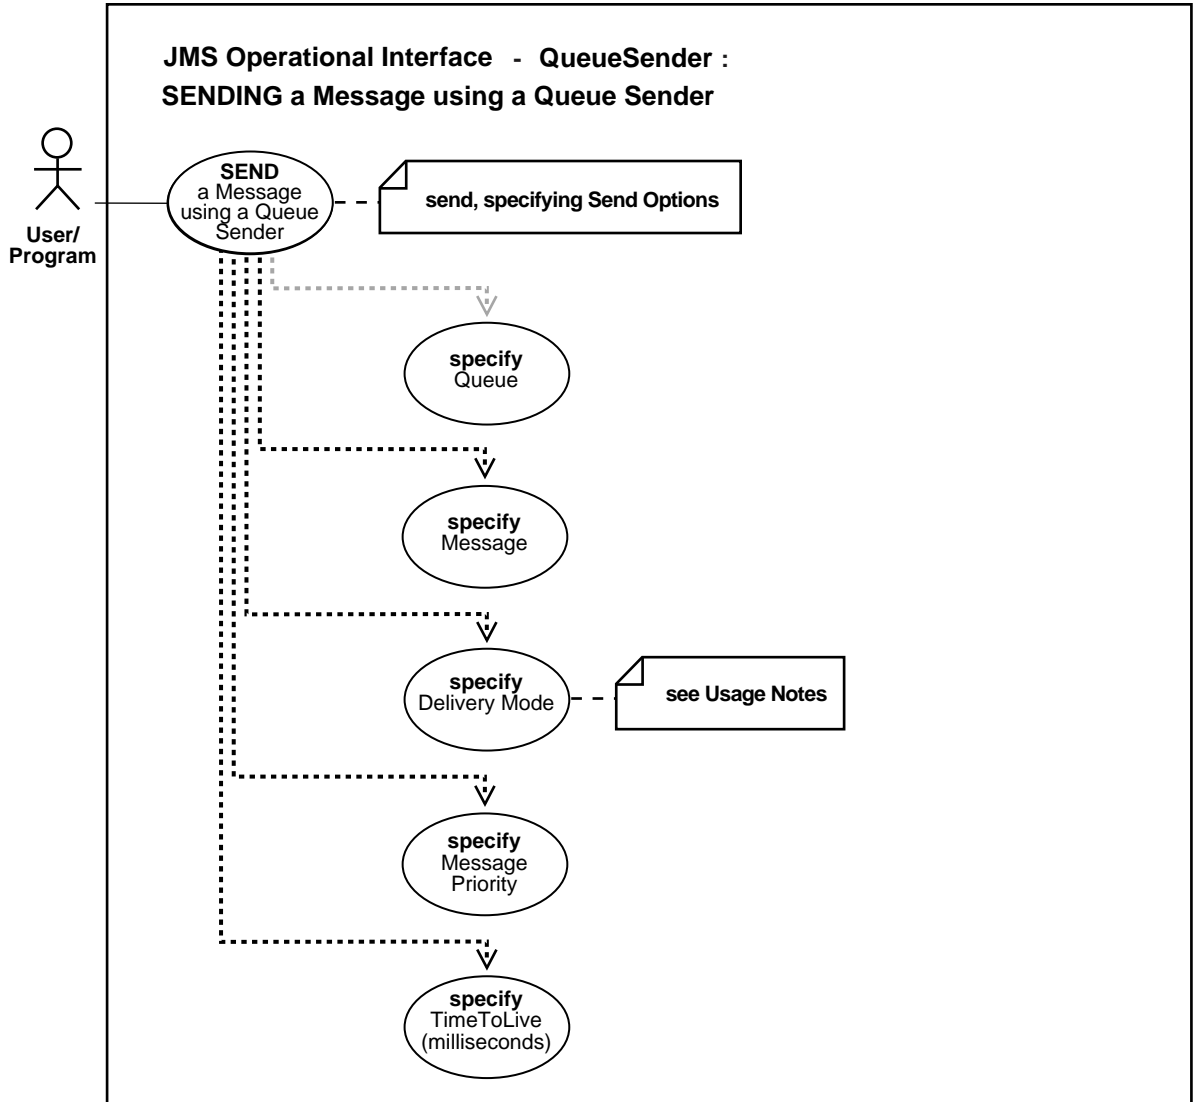 JMS Operational Interface - QueueSender :
SENDING a Message using a Queue Sender
User/
Program
SEND
a Message
using a Queue
Sender
send, specifying Send Options
specify
Queue
specify
Message
specify
Delivery Mode
see Usage Notes
specify
Message
Priority
specify
TimeToLive
(milliseconds)